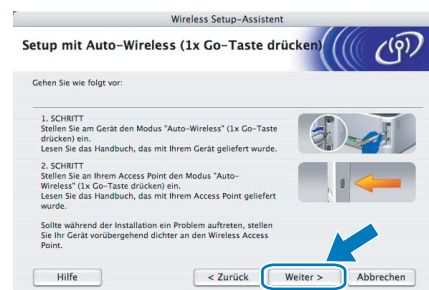 Wireless Setup-Assistent
Setup mit Auto-Wireless (1x Go-Taste drücken)
Gehen Sie wie folgt vor:
1. SCHRITT
Stellen Sie am Gerät den Modus "Auto-Wireless" (1x Go-Taste
drücken) ein.
Lesen Sie das Handbuch, das mit Ihrem Gerät geliefert wurde.
2. SCHRITT
Stellen Sie an Ihrem Access Point den Modus "Auto-
Wireless" (1x Go-Taste drücken) ein.
Lesen Sie das Handbuch, das mit Ihrem Access Point geliefert
wurde.
Sollte während der Installation ein Problem auftreten, stellen
Sie Ihr Gerät vorübergehend dichter an den Wireless Access
Point.
Hilfe
< Zurück
Weiter >
Abbrechen